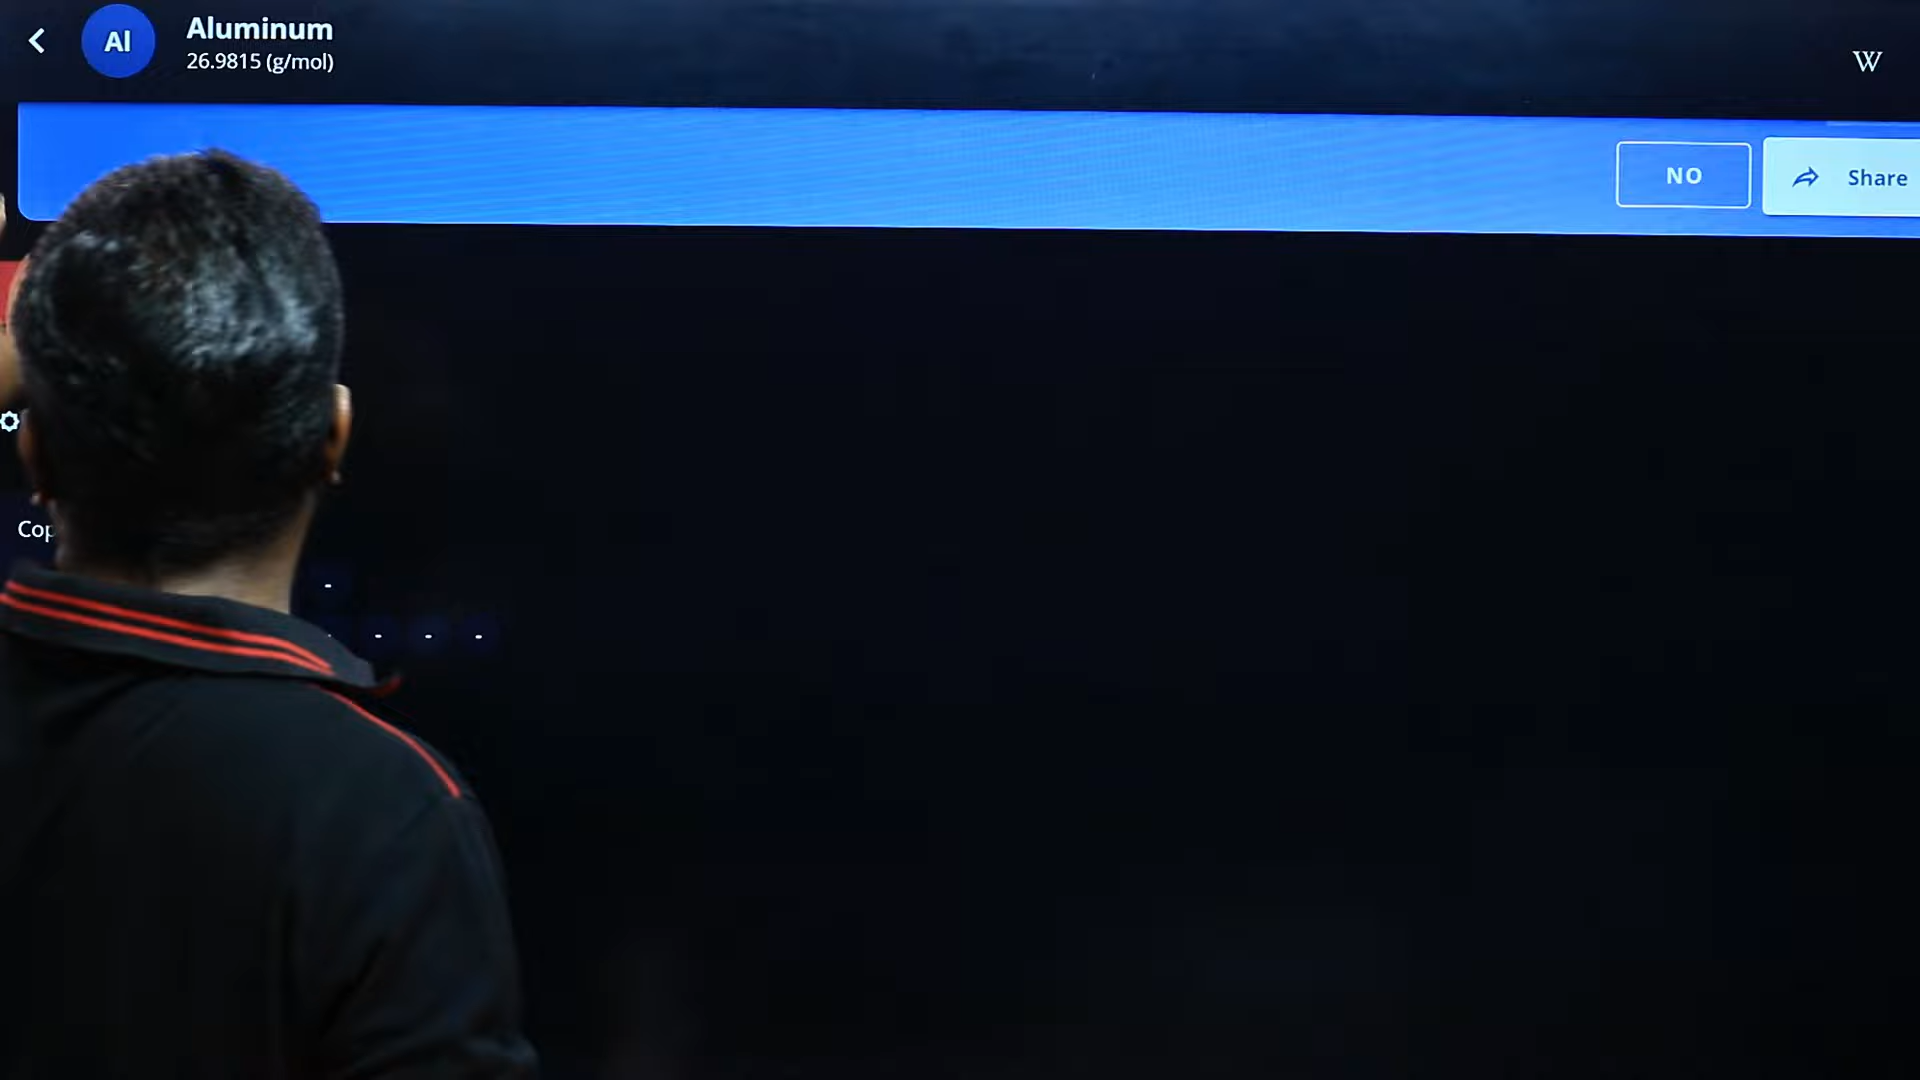 Al
Aluminum
26.9815 (g/mol)
W
NO
Share
-
- - - -